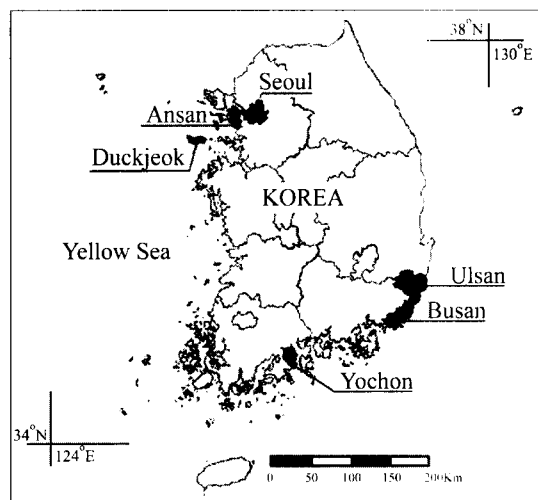 38°N
130°E
Seoul
Ansan
Duckjeok
KOREA
Yellow Sea
Ulsan
Busan
Yochon
34°N
124°E
0 50 100 150 200Km